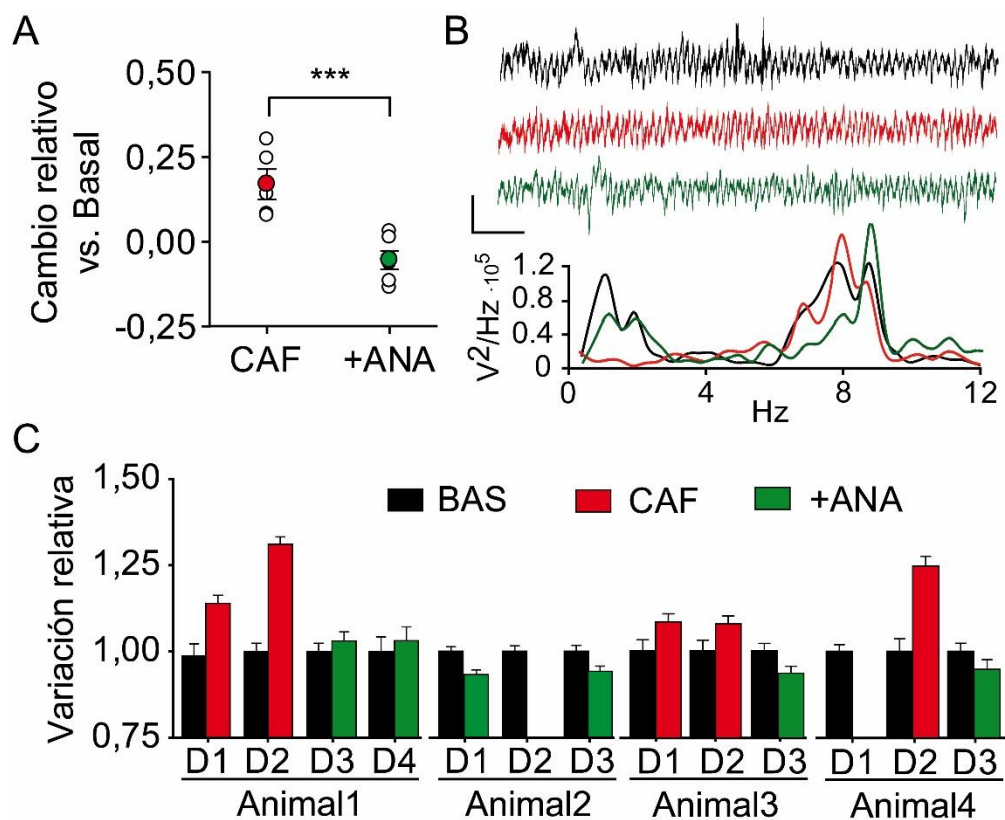 A
Cambio relativo
vs. Basal
0,50
0,25
0,00
-0,25
***
CAF
+ANA
B
V²/Hz ·10⁵
1.2
0.8
0.4
0
0
4
8
12
Hz
C
Variación relativa
1,50
1,25
1,00
0,75
BAS
CAF
+ANA
D1 D2 D3 D4 D1 D2 D3 D1 D2 D3 D1 D2 D3
Animal1 Animal2 Animal3 Animal4